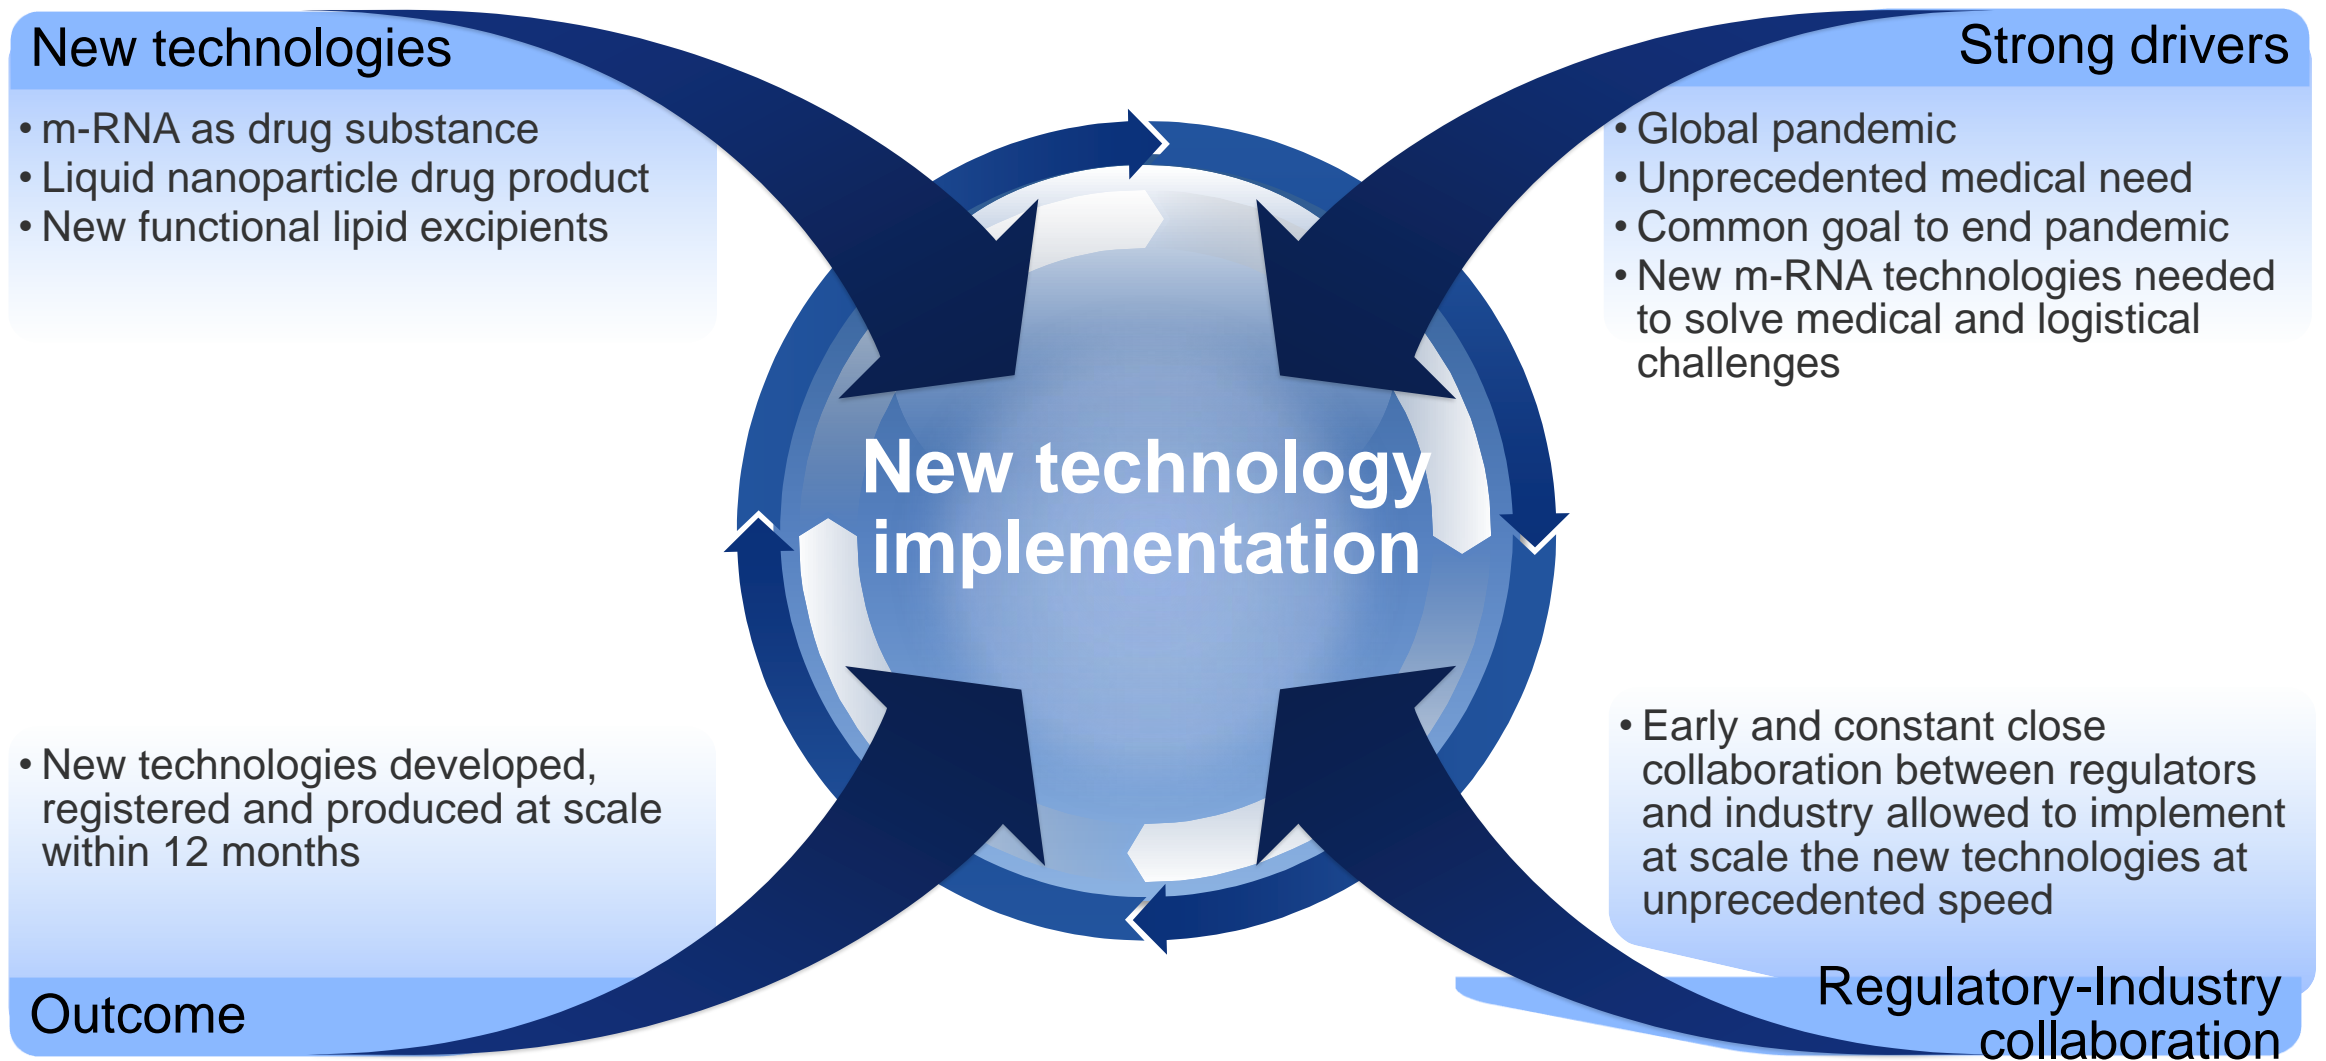 New technologies
• m-RNA as drug substance
• Liquid nanoparticle drug product
• New functional lipid excipients
Strong drivers
• Global pandemic
• Unprecedented medical need
• Common goal to end pandemic
• New m-RNA technologies needed
to solve medical and logistical
challenges
New technology
implementation
• New technologies developed,
registered and produced at scale
within 12 months
Outcome
• Early and constant close
collaboration between regulators
and industry allowed to implement
at scale the new technologies at
unprecedented speed
Regulatory-Industry
collaboration